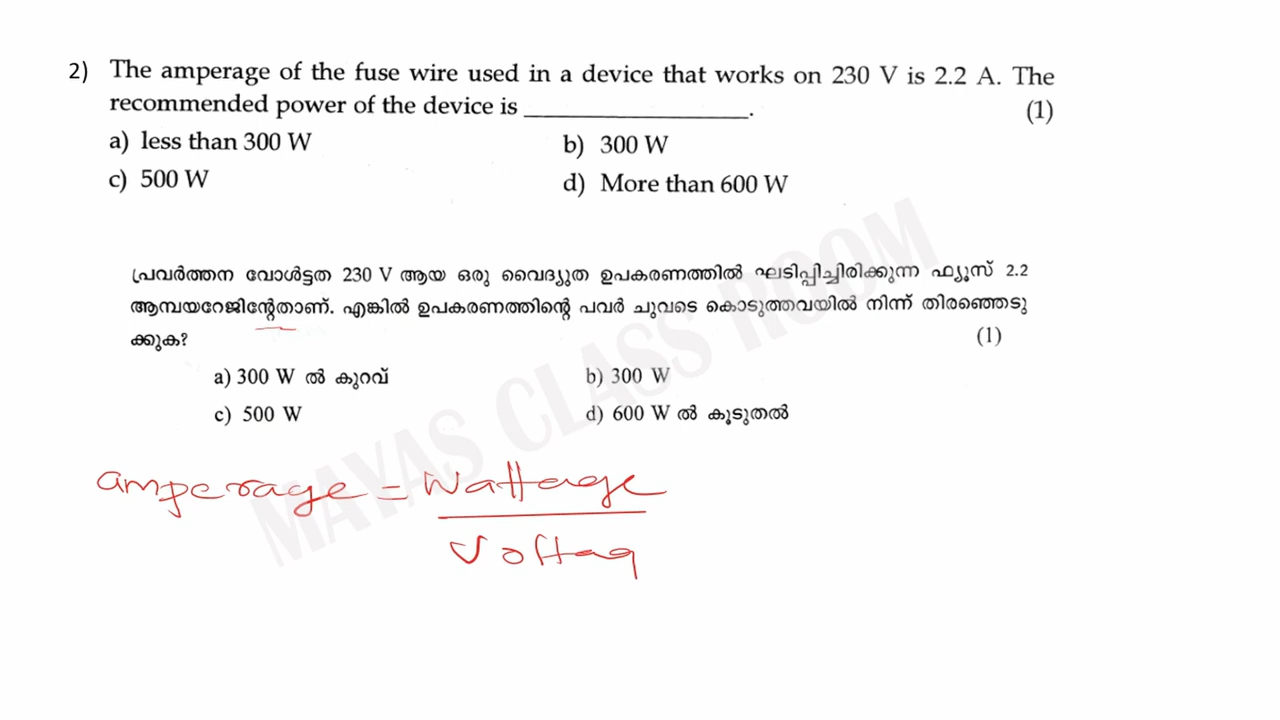 2) The amperage of the fuse wire used in a device that works on 230 V is 2.2 A. The
recommended power of the device is ____________________. (1)
a) less than 300 W b) 300 W
c) 500 W d) More than 600 W
പ്രവർത്തന വോൾട്ടത 230 V ആയ ഒരു വൈദ്യുത ഉപകരണത്തിൽ ഘടിപ്പിച്ചിരിക്കുന്ന ഫ്യൂസ് 2.2
ആമ്പയറേജിന്റേതാണ്. എങ്കിൽ ഉപകരണത്തിന്റെ പവർ ചുവടെ കൊടുത്തവയിൽ നിന്ന് തിരഞ്ഞെടു
ക്കുക? (1)
a) 300 W ൽ കുറവ് b) 300 W
c) 500 W d) 600 W ൽ കൂടുതൽ
MAYAS CLASS ROOM
amperage = Wattage
Voltag